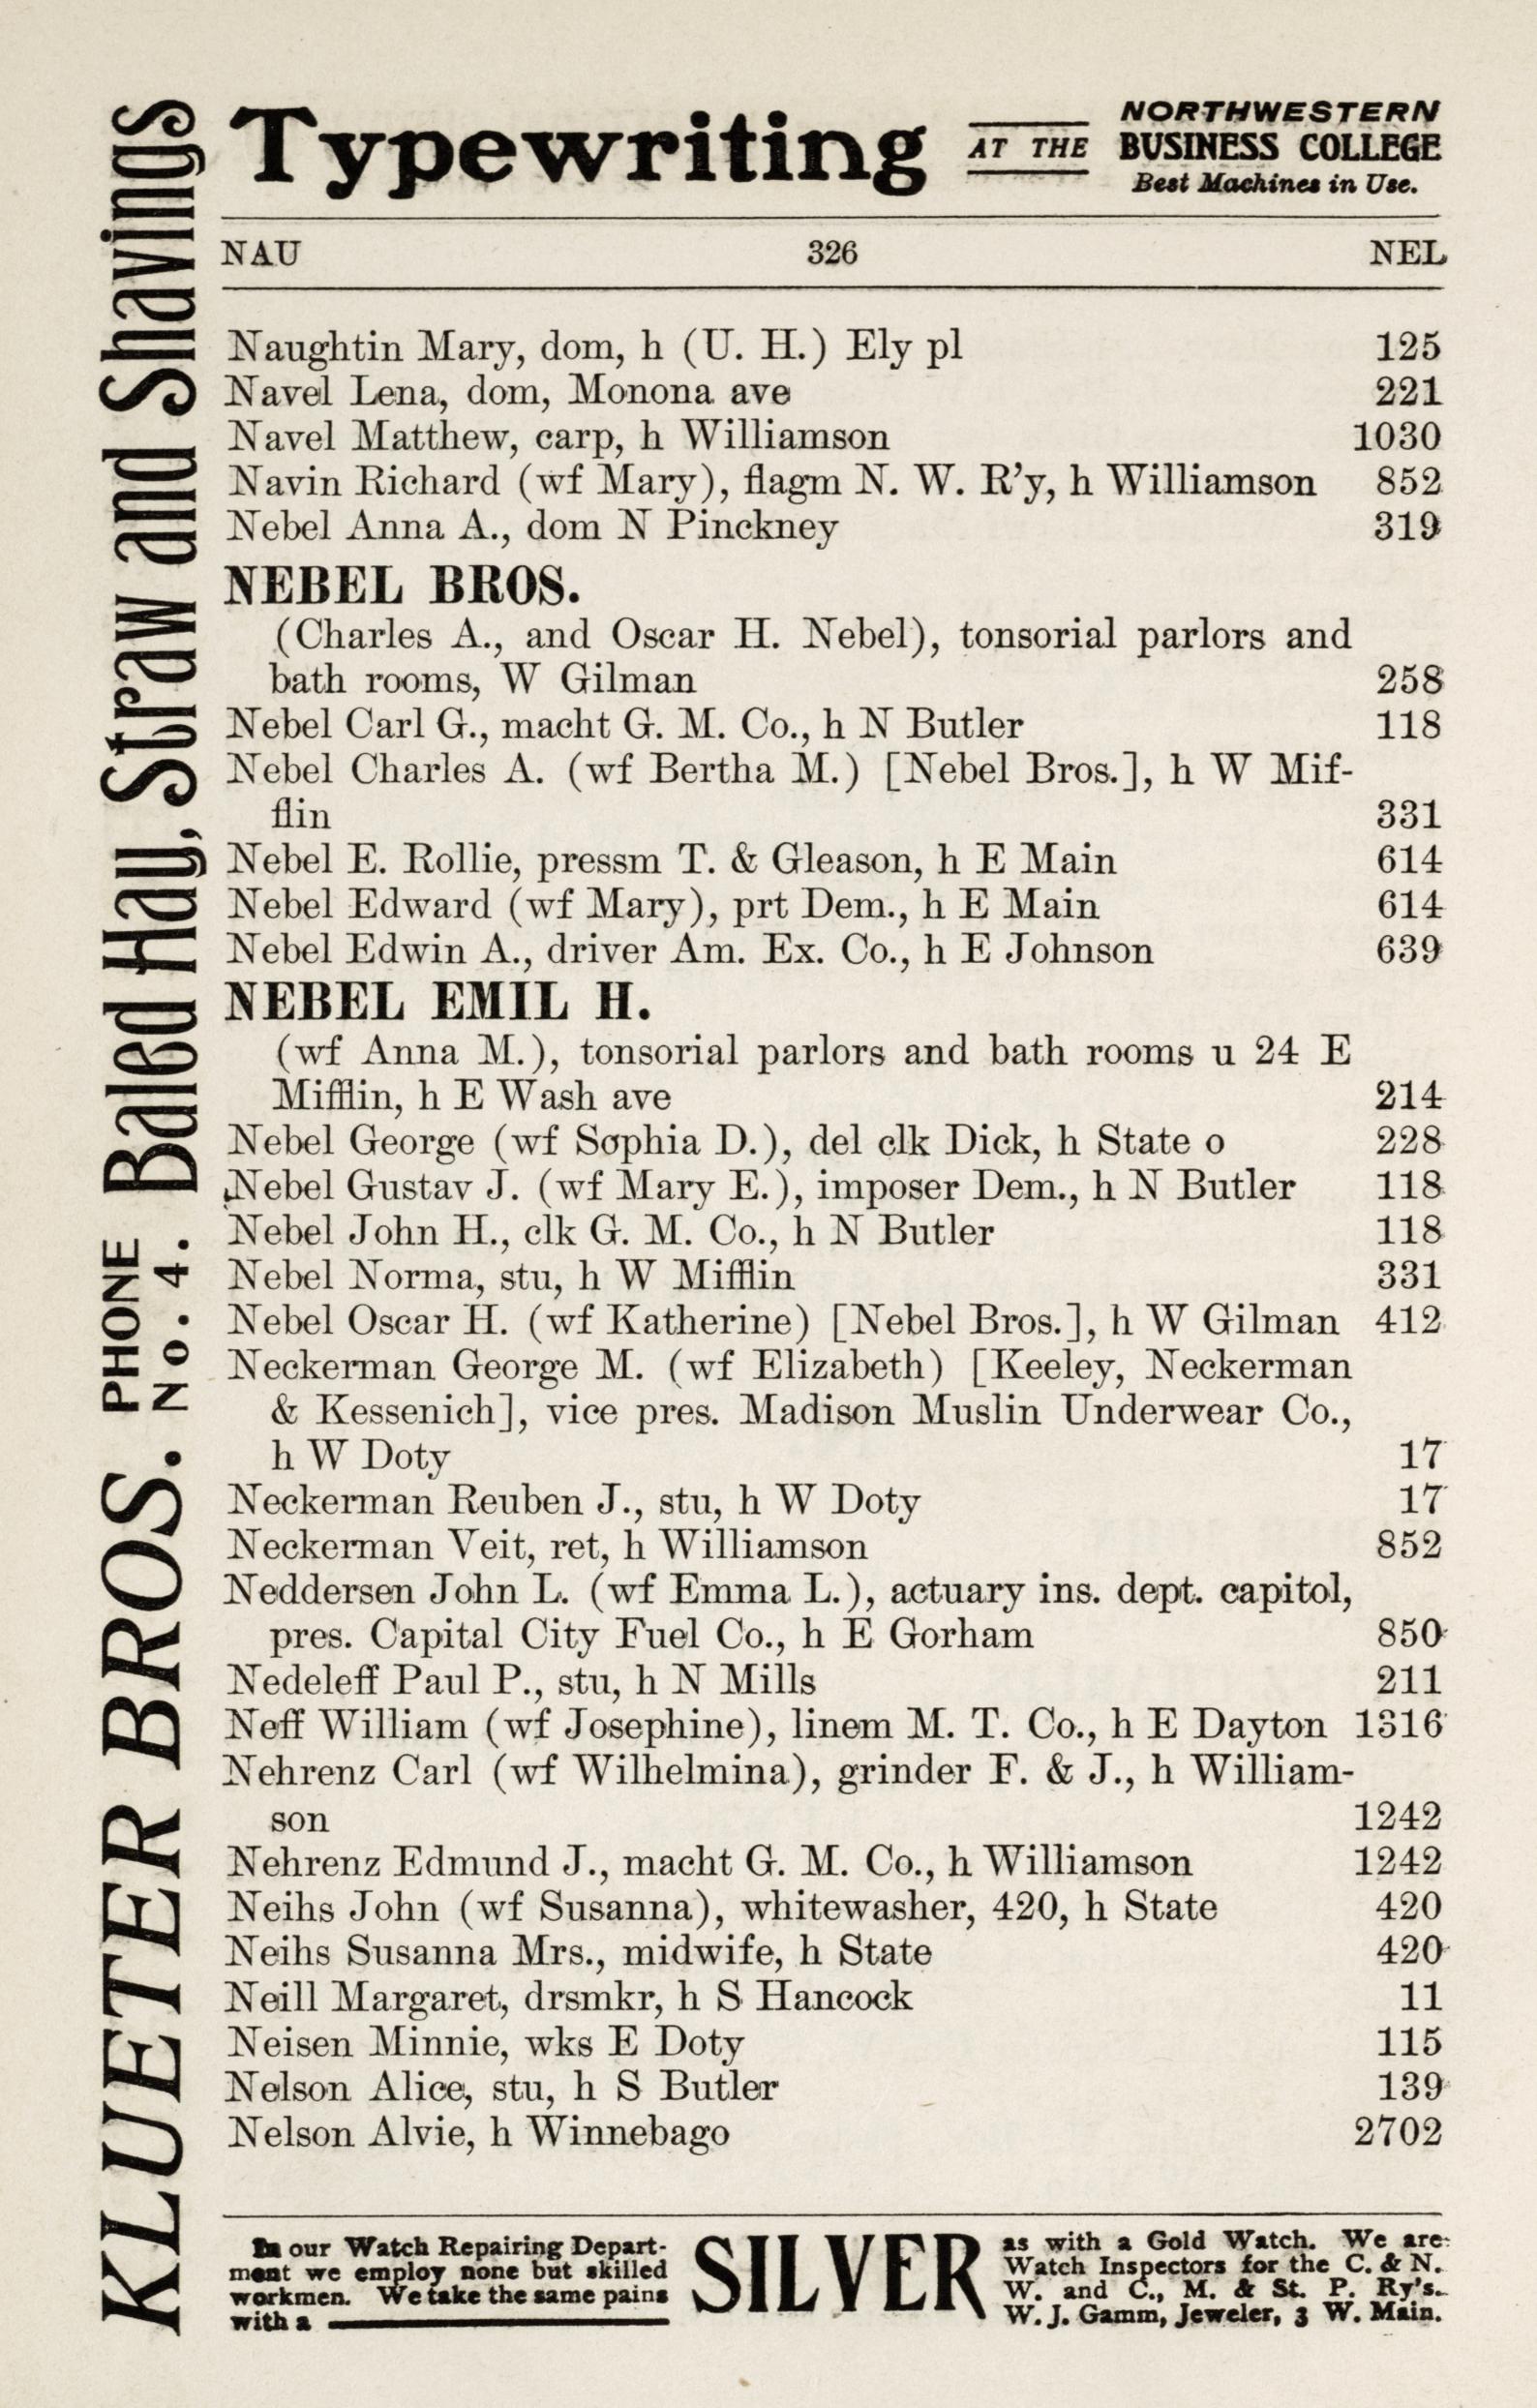 Typewriting AT THE NORTHWESTERN
BUSINESS COLLEGE
Best Machines in Use.
NAU 326 NEL
Naughtin Mary, dom, h (U. H.) Ely pl 125
Navel Lena, dom, Monona ave 221
Navel Matthew, carp, h Williamson 1030
Navin Richard (wf Mary), flagm N. W. R'y, h Williamson 852
Nebel Anna A., dom N Pinckney 319
NEBEL BROS.
(Charles A., and Oscar H. Nebel), tonsorial parlors and
bath rooms, W Gilman 258
Nebel Carl G., macht G. M. Co., h N Butler 118
Nebel Charles A. (wf Bertha M.) [Nebel Bros.], h W Mif-
flin 331
Nebel E. Rollie, pressm T. & Gleason, h E Main 614
Nebel Edward (wf Mary), prt Dem., h E Main 614
Nebel Edwin A., driver Am. Ex. Co., h E Johnson 639
NEBEL EMIL H.
(wf Anna M.), tonsorial parlors and bath rooms u 24 E
Mifflin, h E Wash ave 214
Nebel George (wf Sophia D.), del clk Dick, h State o 228
Nebel Gustav J. (wf Mary E.), imposer Dem., h N Butler 118
Nebel John H., clk G. M. Co., h N Butler 118
Nebel Norma, stu, h W Mifflin 331
Nebel Oscar H. (wf Katherine) [Nebel Bros.], h W Gilman 412
Neckerman George M. (wf Elizabeth) [Keeley, Neckerman
& Kessenich], vice pres. Madison Muslin Underwear Co.,
h W Doty 17
Neckerman Reuben J., stu, h W Doty 17
Neckerman Veit, ret, h Williamson 852
Neddersen John L. (wf Emma L.), actuary ins. dept. capitol,
pres. Capital City Fuel Co., h E Gorham 850
Nedeleff Paul P., stu, h N Mills 211
Neff William (wf Josephine), linem M. T. Co., h E Dayton 1316
Nehrenz Carl (wf Wilhelmina), grinder F. & J., h William-
son 1242
Nehrenz Edmund J., macht G. M. Co., h Williamson 1242
Neihs John (wf Susanna), whitewasher, 420, h State 420
Neihs Susanna Mrs., midwife, h State 420
Neill Margaret, drsmkr, h S Hancock 11
Neisen Minnie, wks E Doty 115
Nelson Alice, stu, h S Butler 139
Nelson Alvie, h Winnebago 2702
In our Watch Repairing Depart-
ment we employ none but skilled
workmen. We take the same pains
with a
SILVER
as with a Gold Watch. We are
Watch Inspectors for the C. & N.
W. and C., M. & St. P. Ry's.
W. J. Gamm, Jeweler, 3 W. Main.
KLUETER BROS. PHONE No. 4. Baled Hay, Straw and Shavings